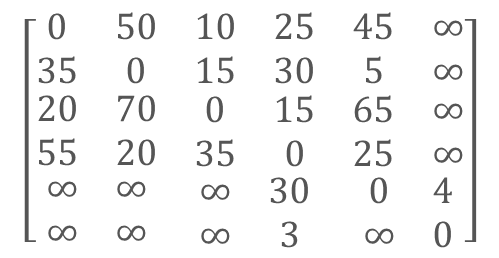 0 50 10 25 45 ∞
35 0 15 30 5 ∞
20 70 0 15 65 ∞
55 20 35 0 25 ∞
∞ ∞ ∞ 30 0 4
∞ ∞ ∞ 3 ∞ 0